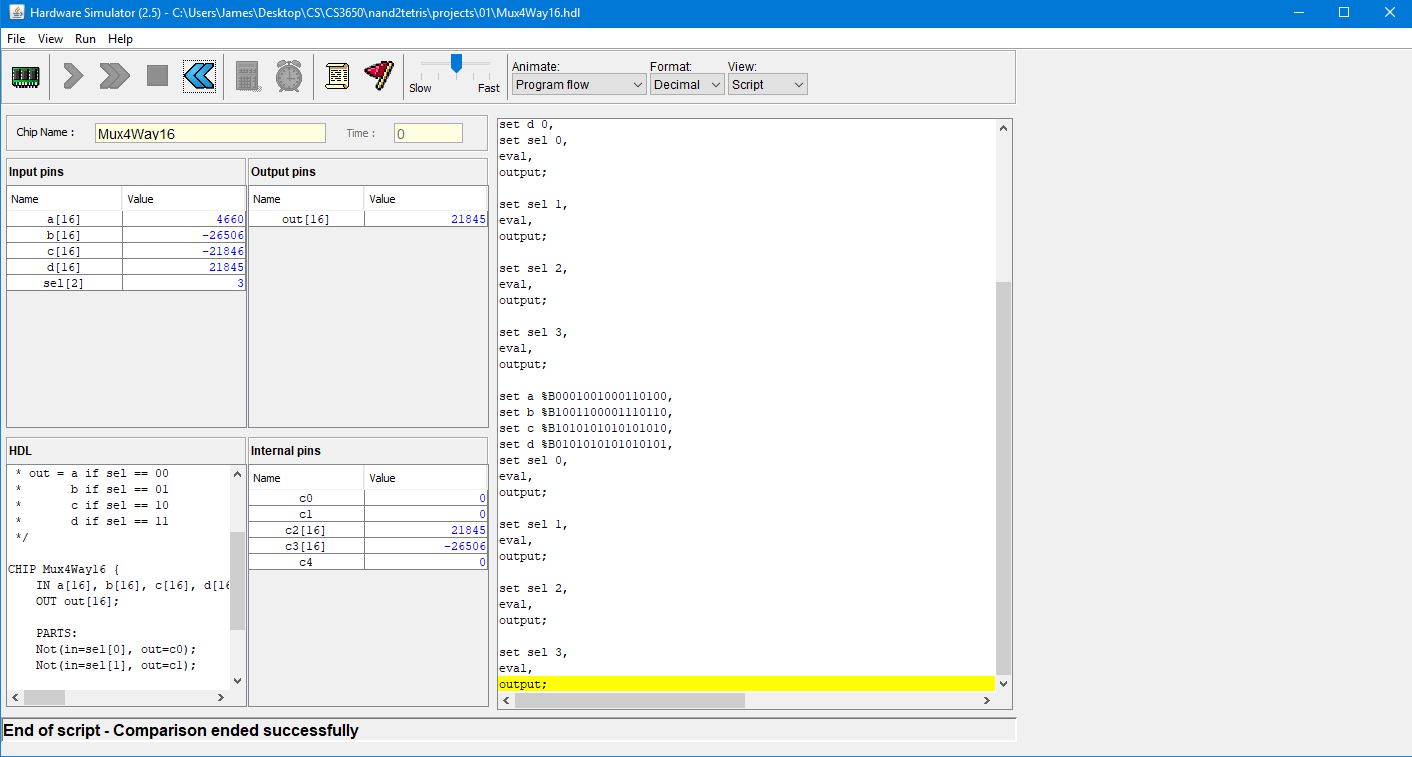 Hardware Simulator (2.5) - C:\Users\James\Desktop\CS\CS3650\nand2tetris\projects\01\Mux4Way16.hdl
File View Run Help
Slow Fast
Animate: Format: View:
Program flow Decimal Script
Chip Name : Mux4Way16 Time : 0
Input pins
Name Value
a[16] 4660
b[16] -26506
c[16] -21846
d[16] 21845
sel[2] 3
Output pins
Name Value
out[16] 21845
HDL
* out = a if sel == 00
* b if sel == 01
* c if sel == 10
* d if sel == 11
*/
CHIP Mux4Way16 {
IN a[16], b[16], c[16], d[16
OUT out[16];
PARTS:
Not(in=sel[0], out=c0);
Not(in=sel[1], out=c1);
Internal pins
Name Value
c0 0
c1 0
c2[16] 21845
c3[16] -26506
c4 0
set d 0,
set sel 0,
eval,
output;
set sel 1,
eval,
output;
set sel 2,
eval,
output;
set sel 3,
eval,
output;
set a %B0001001000110100,
set b %B1001100001110110,
set c %B1010101010101010,
set d %B0101010101010101,
set sel 0,
eval,
output;
set sel 1,
eval,
output;
set sel 2,
eval,
output;
set sel 3,
eval,
output;
End of script - Comparison ended successfully